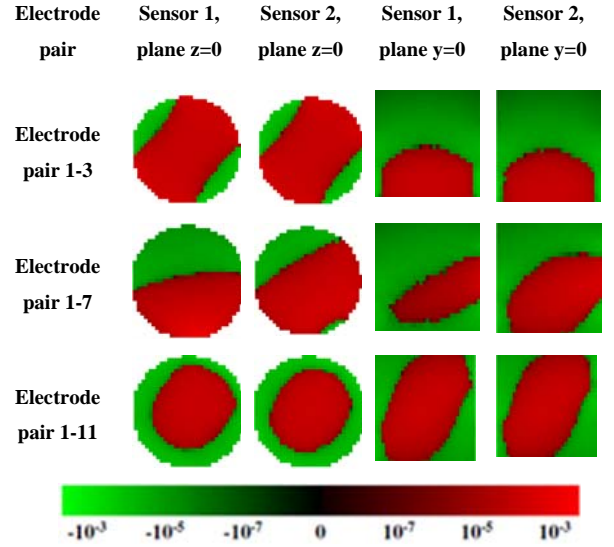 Electrode pair
Sensor 1, plane z=0
Sensor 2, plane z=0
Sensor 1, plane y=0
Sensor 2, plane y=0
Electrode pair 1-3
Electrode pair 1-7
Electrode pair 1-11
-10⁻³ -10⁻⁵ -10⁻⁷ 0 10⁻⁷ 10⁻⁵ 10⁻³